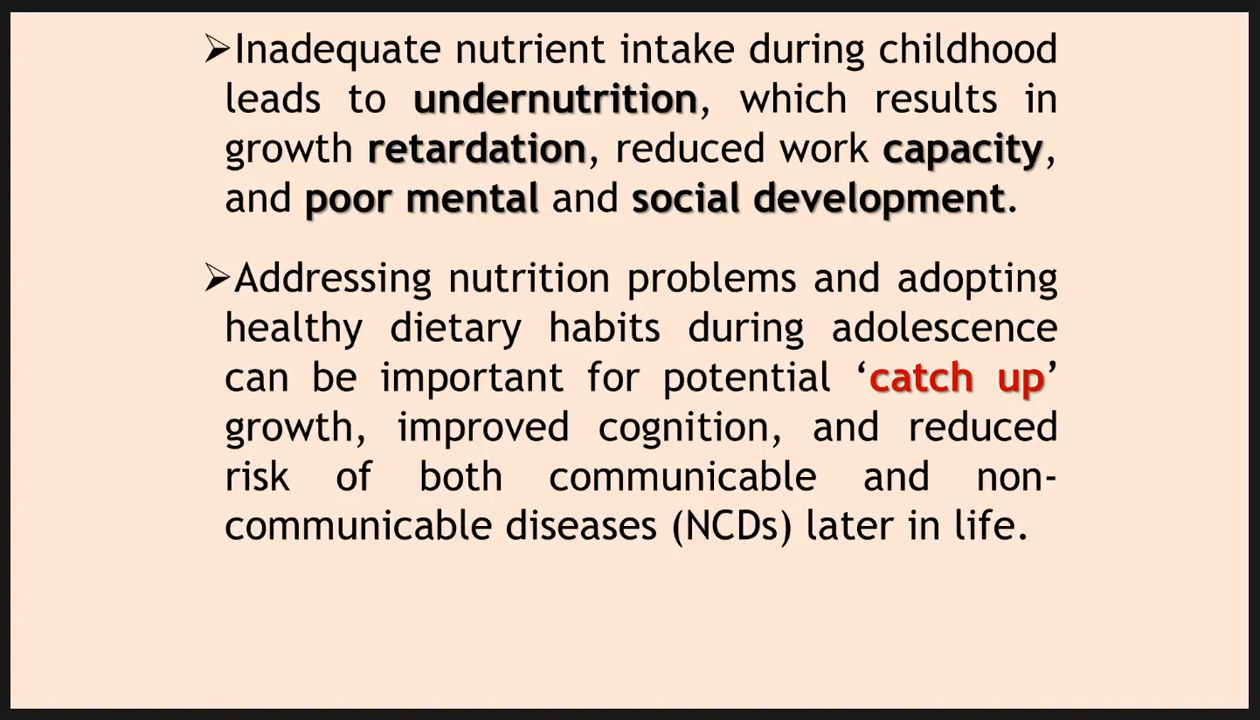 ➢Inadequate nutrient intake during childhood
leads to undernutrition, which results in
growth retardation, reduced work capacity,
and poor mental and social development.
➢Addressing nutrition problems and adopting
healthy dietary habits during adolescence
can be important for potential ‘catch up’
growth, improved cognition, and reduced
risk of both communicable and non-
communicable diseases (NCDs) later in life.